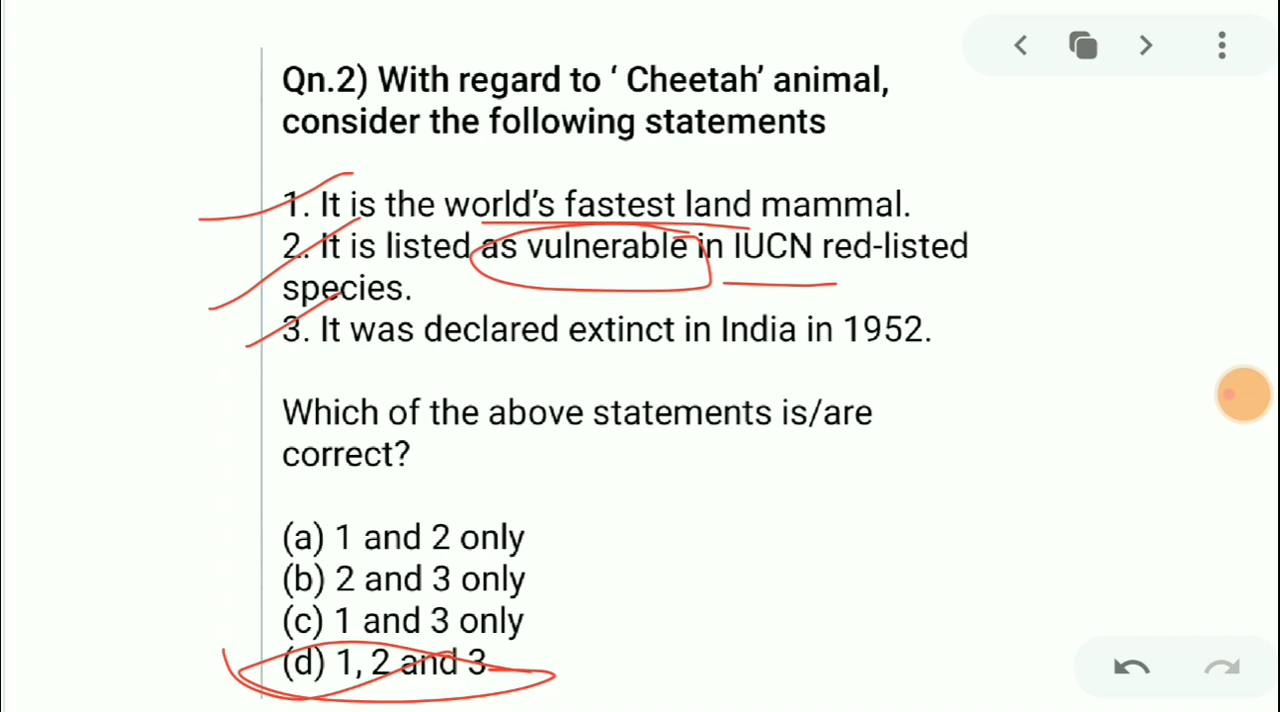 Qn.2) With regard to ‘ Cheetah’ animal,
consider the following statements
1. It is the world’s fastest land mammal.
2. It is listed as vulnerable in IUCN red-listed
species.
3. It was declared extinct in India in 1952.
Which of the above statements is/are
correct?
(a) 1 and 2 only
(b) 2 and 3 only
(c) 1 and 3 only
(d) 1, 2 and 3